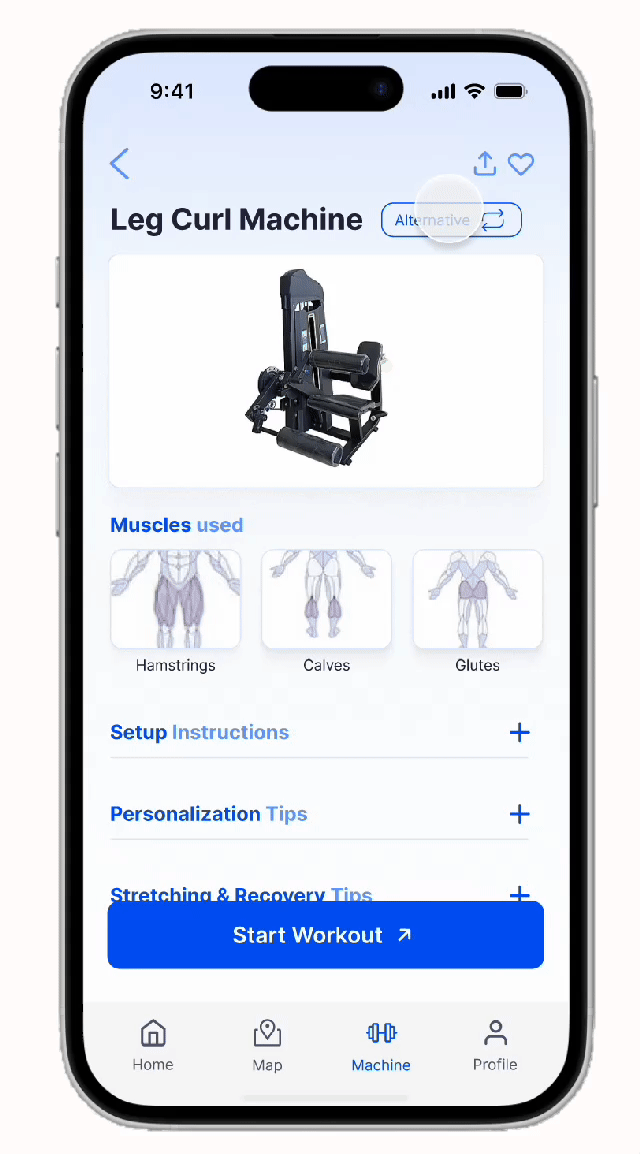 9:41
Leg Curl Machine
Alternative
Muscles used
Hamstrings
Calves
Glutes
Setup Instructions
Personalization Tips
Stretching & Recovery Tips
Start Workout
Home
Map
Machine
Profile